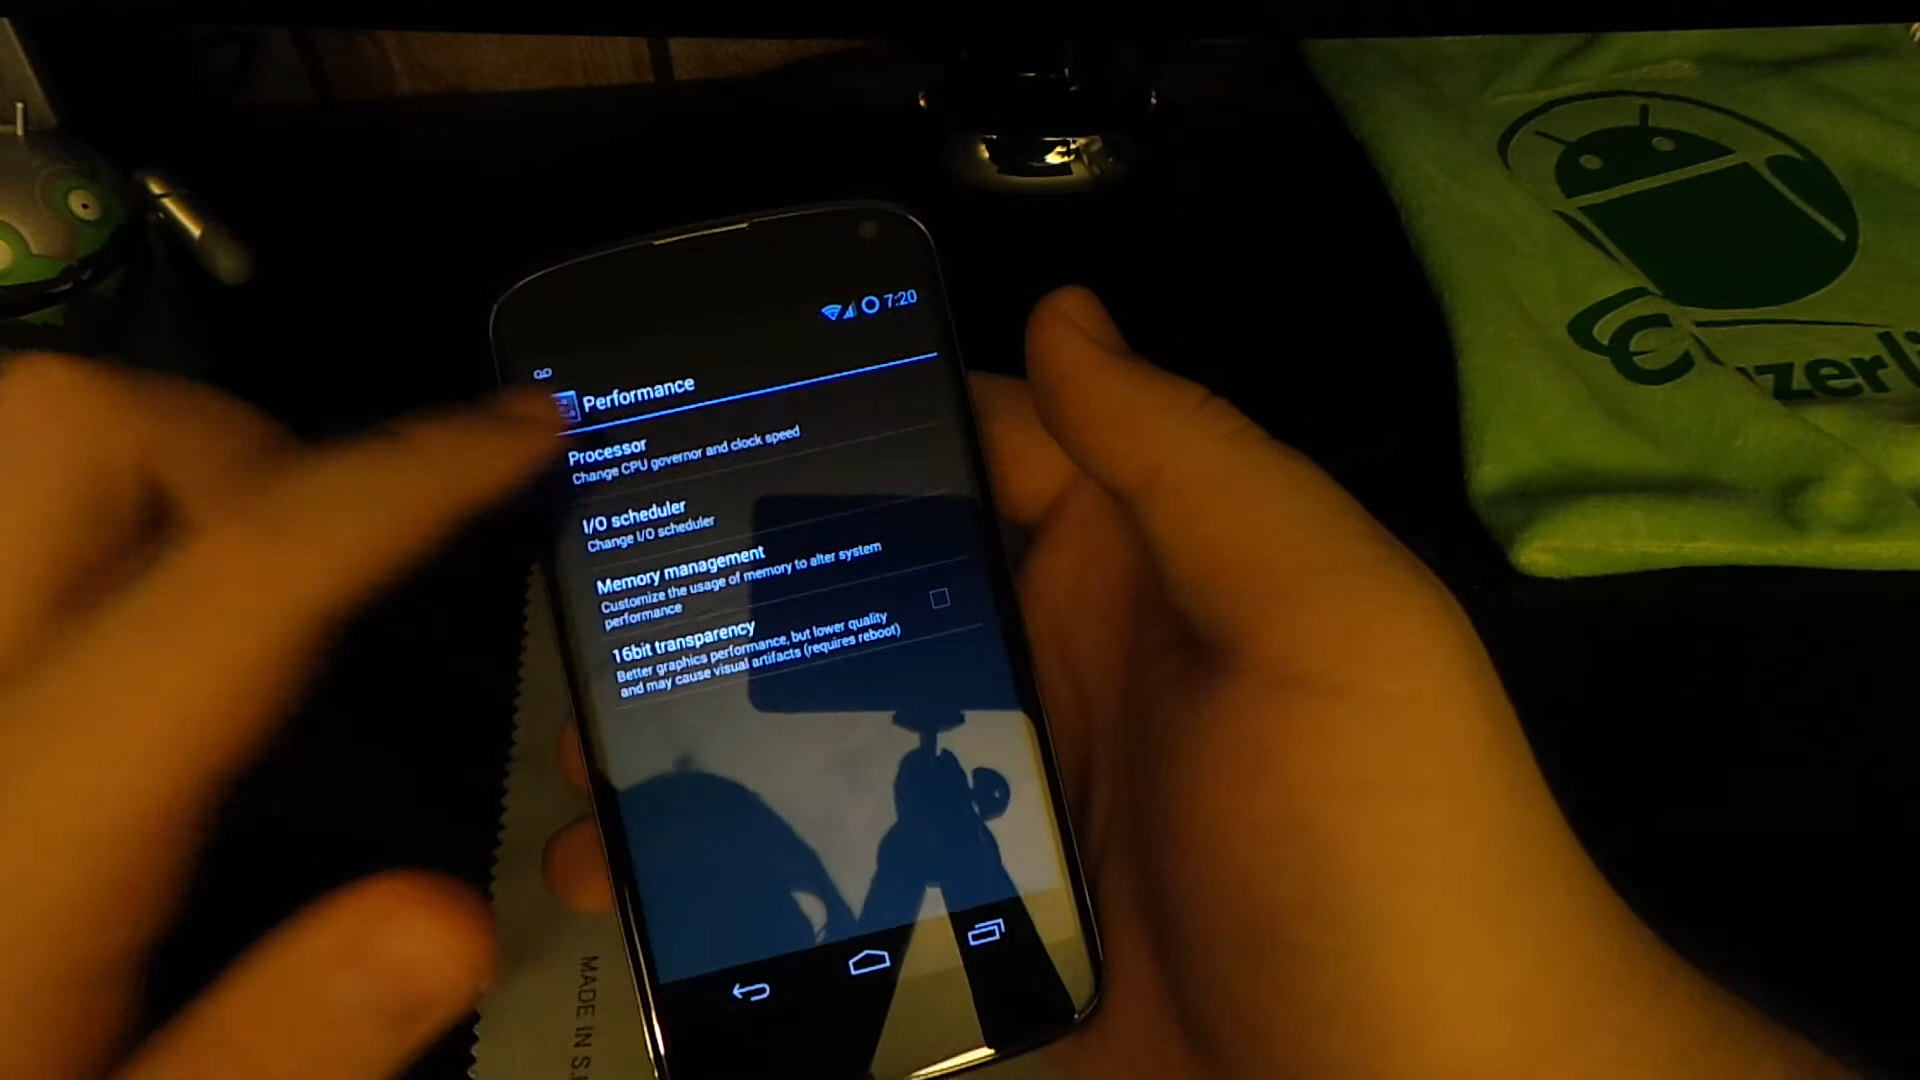 7:20
Performance
Processor
Change CPU governor and clock speed
I/O scheduler
Change I/O scheduler
Memory management
Customize the usage of memory to alter system
performance
16bit transparency
Better graphics performance, but lower quality
and may cause visual artifacts (requires reboot)
MADE IN